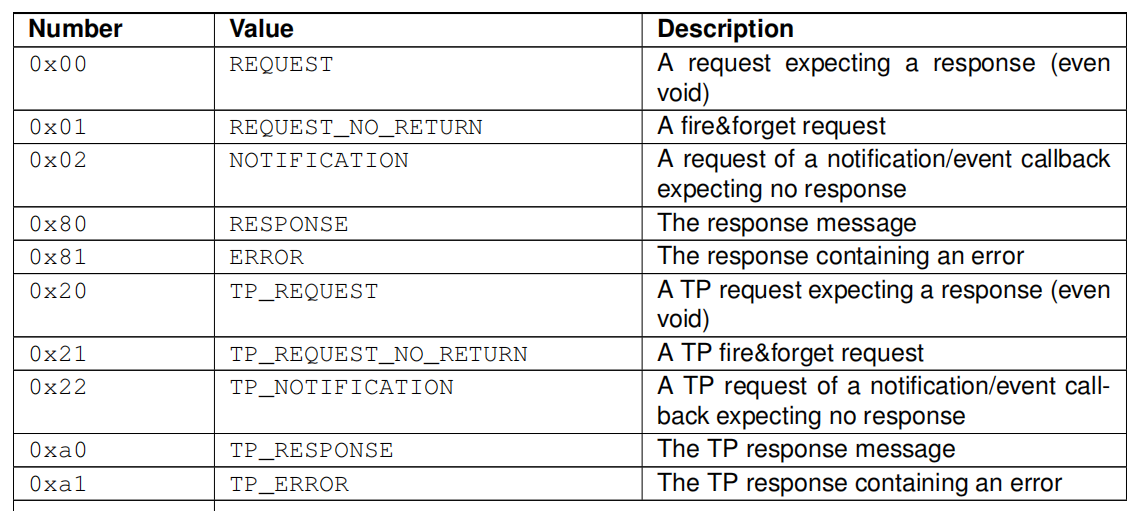 Number Value Description
0x00 REQUEST A request expecting a response (even
void)
0x01 REQUEST_NO_RETURN A fire&forget request
0x02 NOTIFICATION A request of a notification/event callback
expecting no response
0x80 RESPONSE The response message
0x81 ERROR The response containing an error
0x20 TP_REQUEST A TP request expecting a response (even
void)
0x21 TP_REQUEST_NO_RETURN A TP fire&forget request
0x22 TP_NOTIFICATION A TP request of a notification/event call-
back expecting no response
0xa0 TP_RESPONSE The TP response message
0xa1 TP_ERROR The TP response containing an error